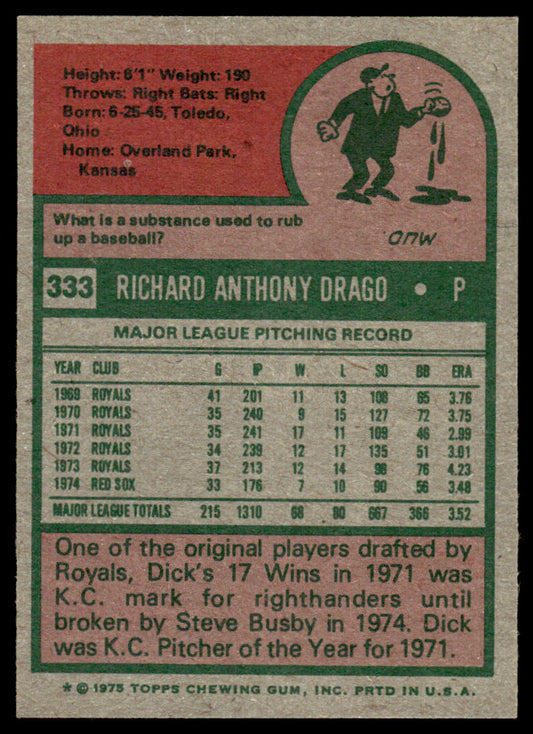 Height: 6'1" Weight: 190
Throws: Right Bats: Right
Born: 6-25-45, Toledo,
Ohio
Home: Overland Park,
Kansas
What is a substance used to rub
up a baseball?
MUD
333 RICHARD ANTHONY DRAGO • P
MAJOR LEAGUE PITCHING RECORD
YEAR CLUB G IP W L SO BB ERA
1969 ROYALS 41 201 11 13 108 65 3.76
1970 ROYALS 35 240 9 15 127 72 3.75
1971 ROYALS 35 241 17 11 109 46 2.99
1972 ROYALS 34 239 12 17 135 51 3.01
1973 ROYALS 37 213 12 14 98 76 4.23
1974 RED SOX 33 176 7 10 90 56 3.48
MAJOR LEAGUE TOTALS 215 1310 68 80 667 366 3.52
One of the original players drafted by
Royals, Dick's 17 Wins in 1971 was
K.C. mark for righthanders until
broken by Steve Busby in 1974. Dick
was K.C. Pitcher of the Year for 1971.
* © 1975 TOPPS CHEWING GUM, INC. PRTD IN U.S.A.